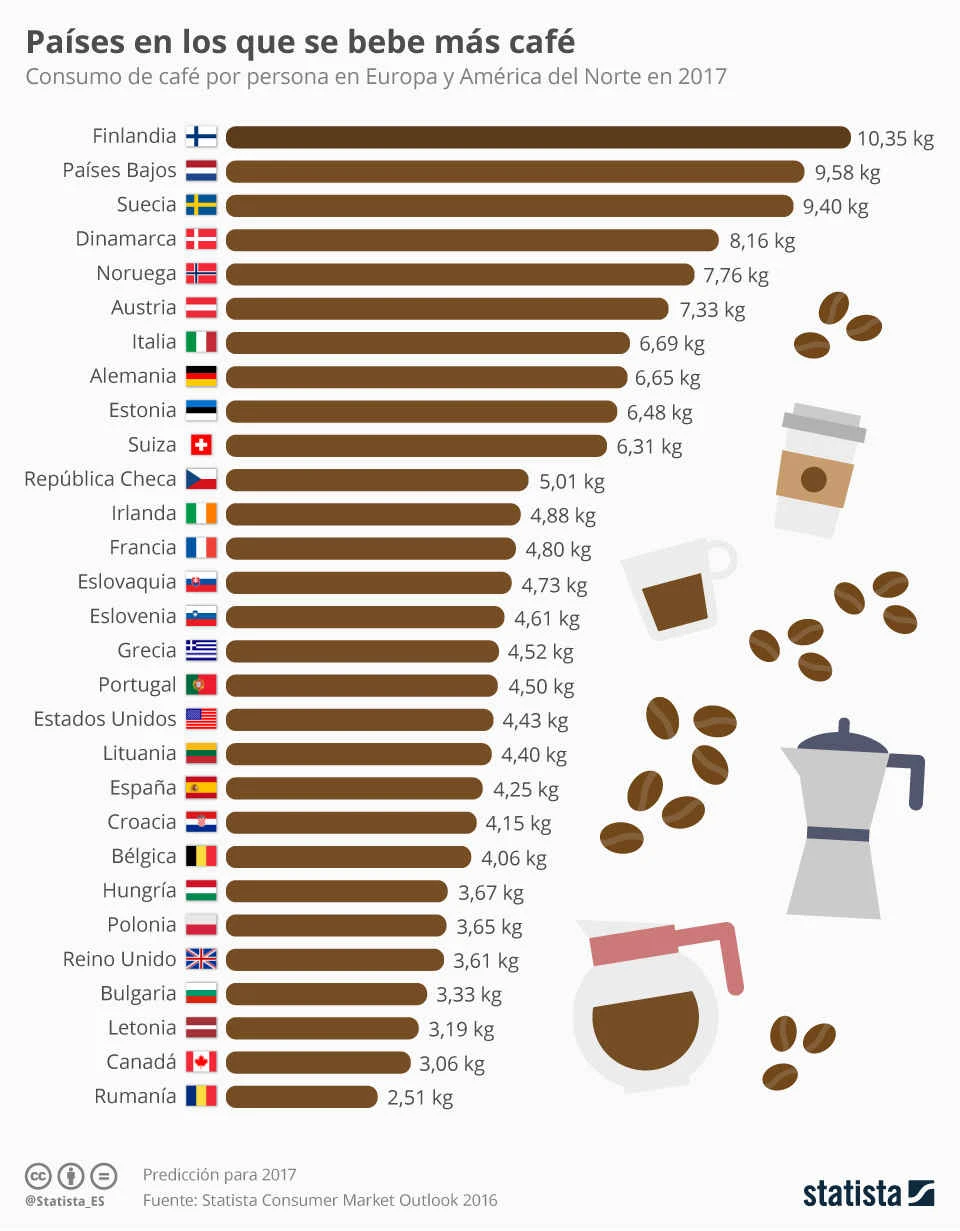 Países en los que se bebe más café
Consumo de café por persona en Europa y América del Norte en 2017
Finlandia 10,35 kg
Países Bajos 9,58 kg
Suecia 9,40 kg
Dinamarca 8,16 kg
Noruega 7,76 kg
Austria 7,33 kg
Italia 6,69 kg
Alemania 6,65 kg
Estonia 6,48 kg
Suiza 6,31 kg
República Checa 5,01 kg
Irlanda 4,88 kg
Francia 4,80 kg
Eslovaquia 4,73 kg
Eslovenia 4,61 kg
Grecia 4,52 kg
Portugal 4,50 kg
Estados Unidos 4,43 kg
Lituania 4,40 kg
España 4,25 kg
Croacia 4,15 kg
Bélgica 4,06 kg
Hungría 3,67 kg
Polonia 3,65 kg
Reino Unido 3,61 kg
Bulgaria 3,33 kg
Letonia 3,19 kg
Canadá 3,06 kg
Rumanía 2,51 kg
cc
Predicción para 2017
@Statista_ES
Fuente: Statista Consumer Market Outlook 2016
statista